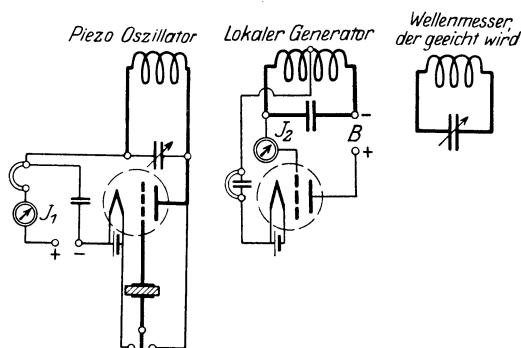 Piezo Oszillator
Lokaler Generator
Wellenmesser,
der geeicht wird
J1
+ −
J2
−
B
+